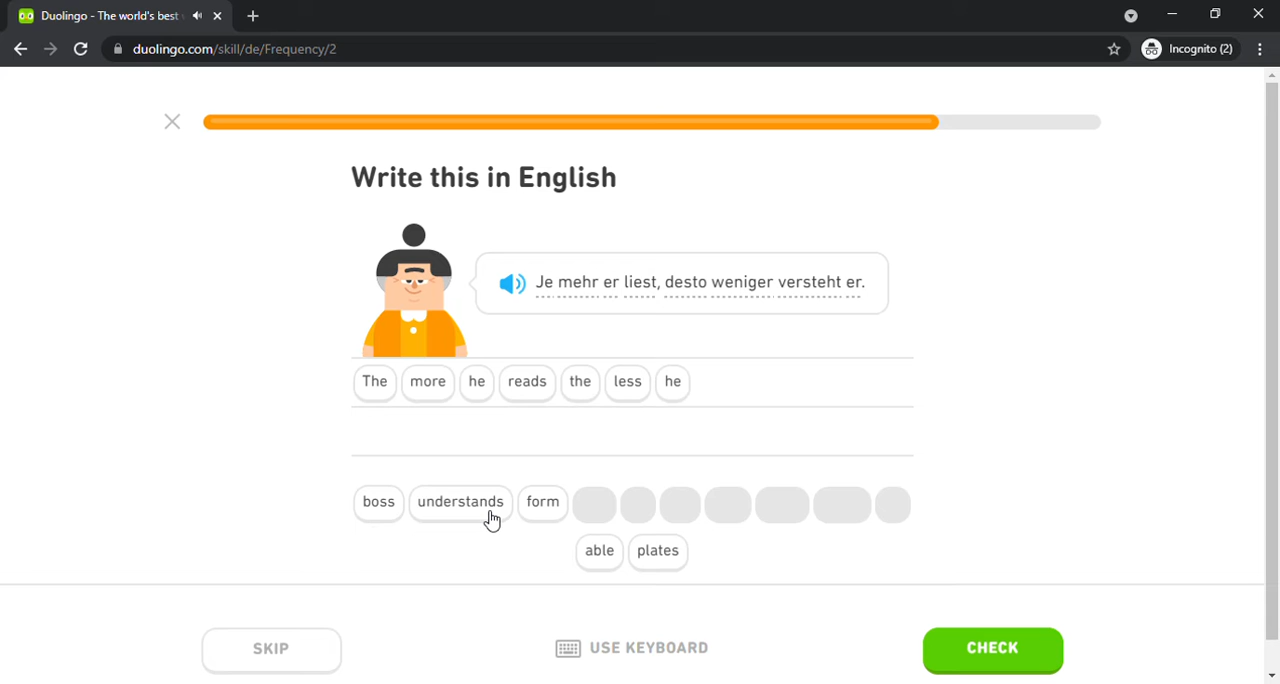 Duolingo - The world's best
duolingo.com/skill/de/Frequency/2
Incognito (2)
Write this in English
Je mehr er liest, desto weniger versteht er.
The more he reads the less he
boss understands form
able plates
SKIP
USE KEYBOARD
CHECK